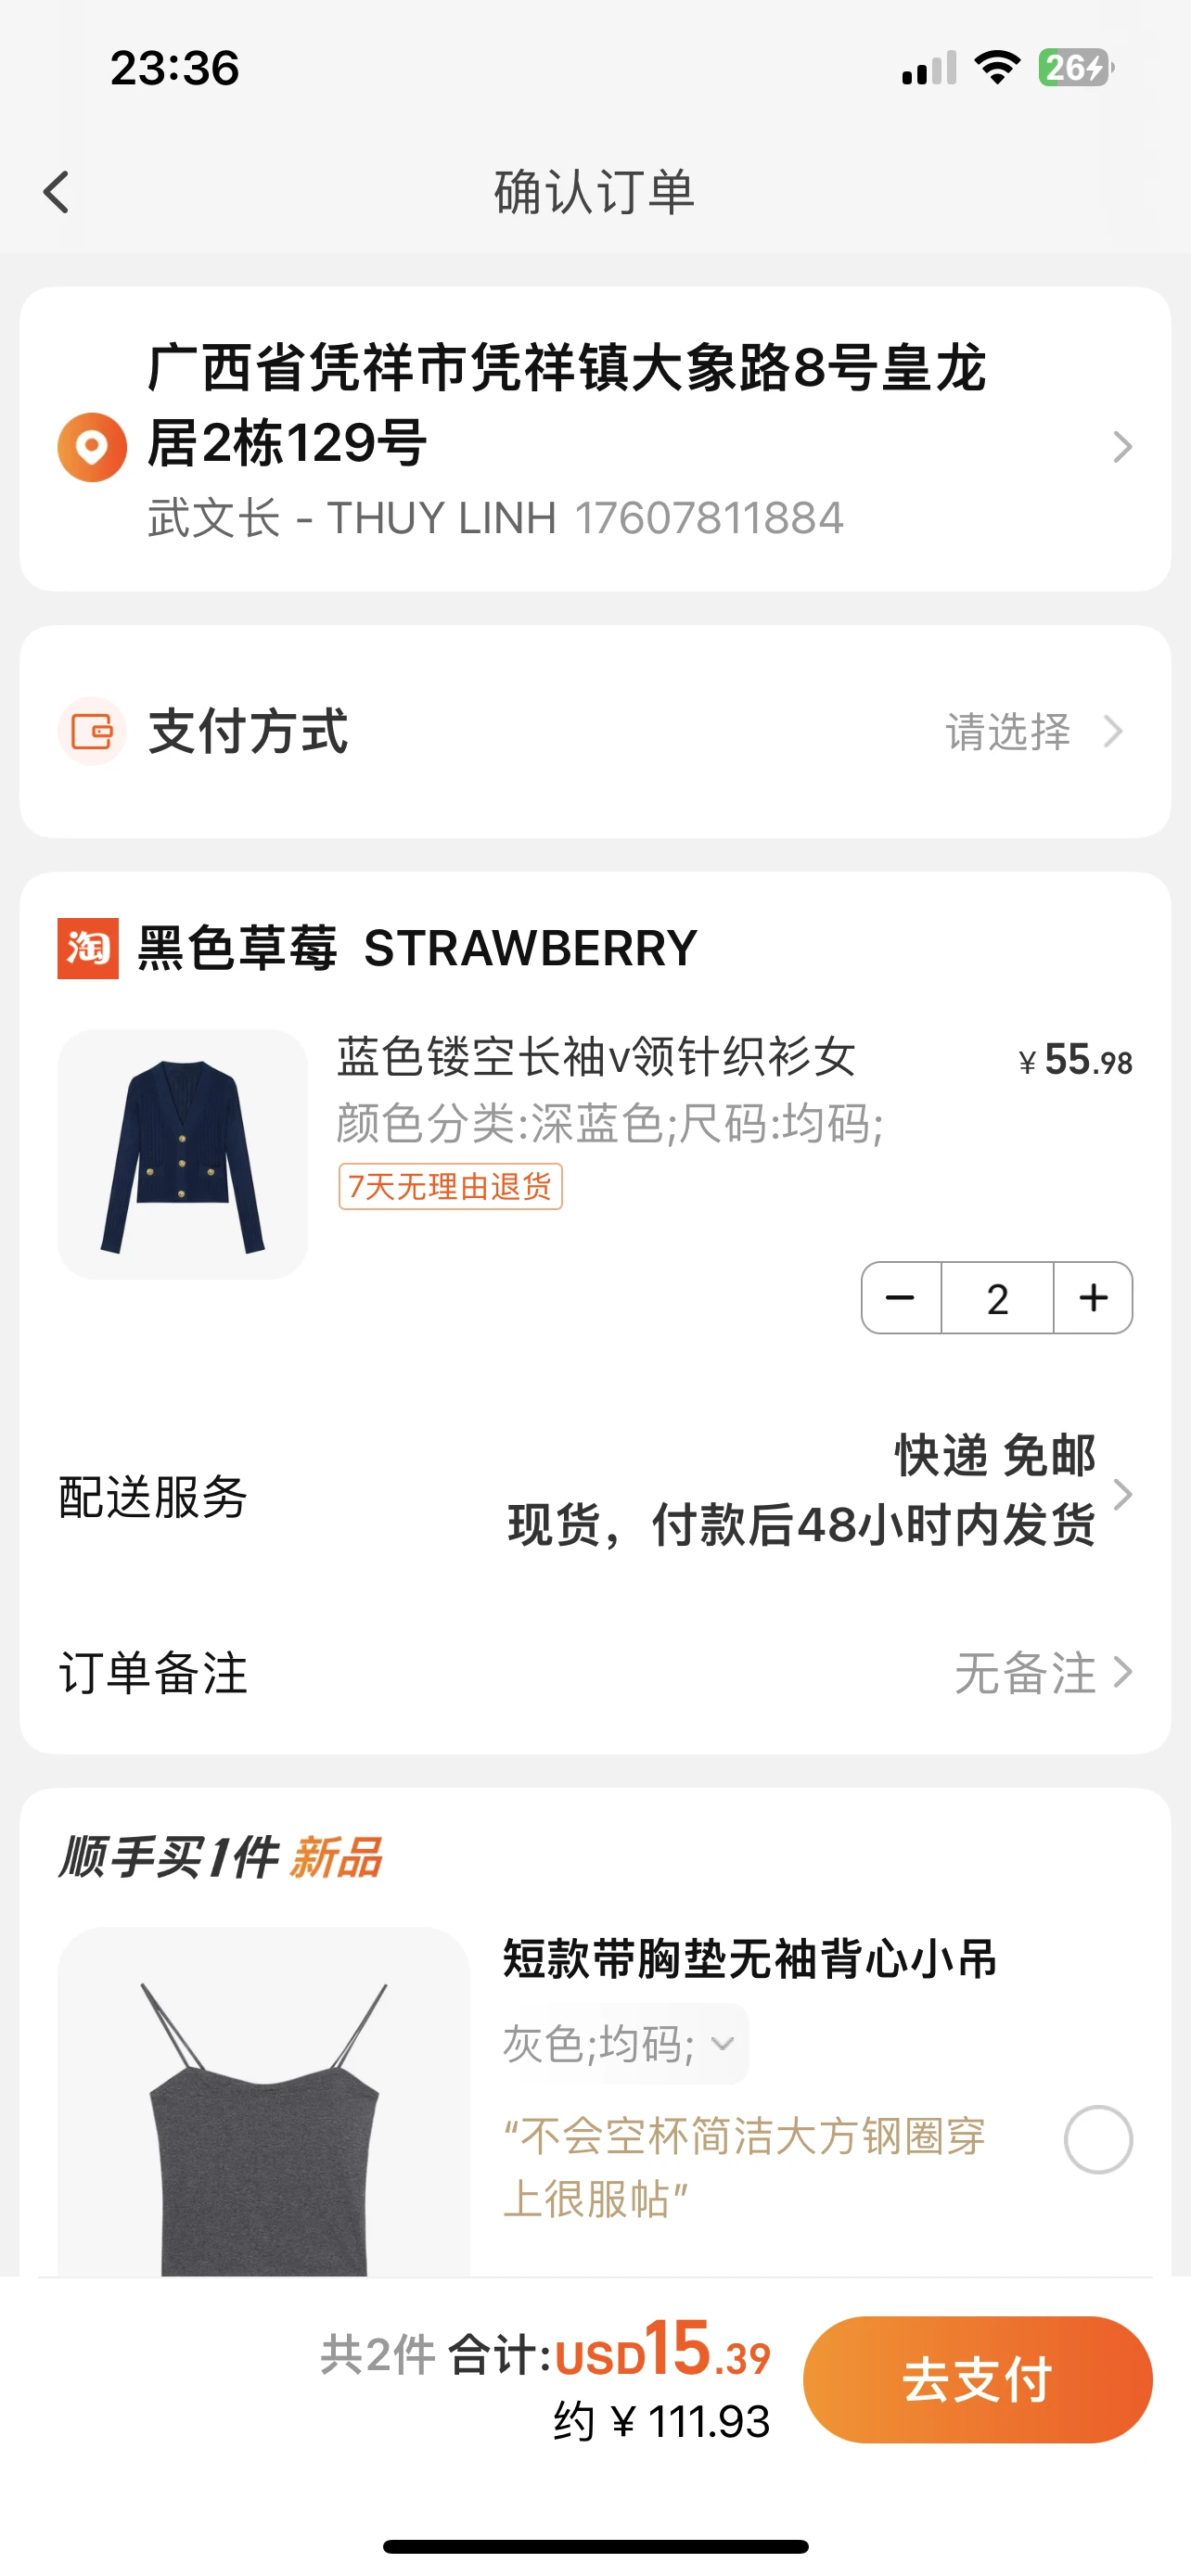 23:36
26
确认订单
广西省凭祥市凭祥镇大象路8号皇龙
居2栋129号
武文长 - THUY LINH 17607811884
支付方式 请选择
淘 黑色草莓 STRAWBERRY
蓝色镂空长袖v领针织衫女 ¥55.98
颜色分类:深蓝色;尺码:均码;
7天无理由退货
2
快递 免邮
配送服务
现货，付款后48小时内发货
订单备注 无备注
顺手买1件 新品
短款带胸垫无袖背心小吊
灰色;均码;
“不会空杯简洁大方钢圈穿
上很服帖”
共2件 合计:USD15.39
约 ¥111.93
去支付